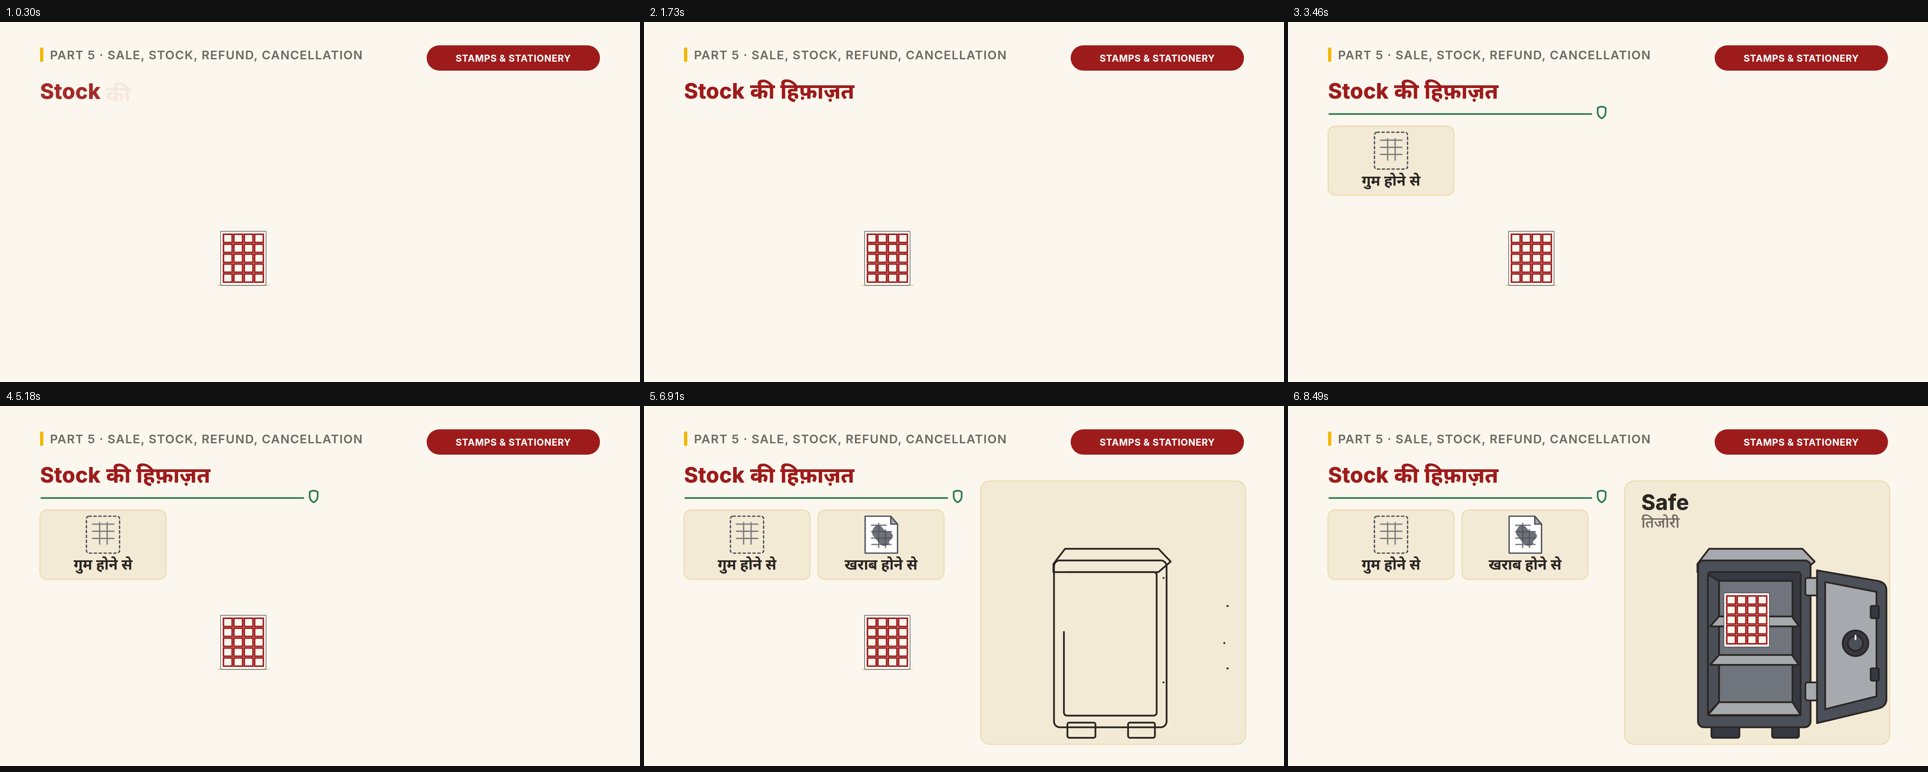 1. 0.30s
PART 5 · SALE, STOCK, REFUND, CANCELLATION
STAMPS & STATIONERY
Stock की
2. 1.73s
PART 5 · SALE, STOCK, REFUND, CANCELLATION
STAMPS & STATIONERY
Stock की हिफ़ाज़त
3. 3.46s
PART 5 · SALE, STOCK, REFUND, CANCELLATION
STAMPS & STATIONERY
Stock की हिफ़ाज़त
गुम होने से
4. 5.18s
PART 5 · SALE, STOCK, REFUND, CANCELLATION
STAMPS & STATIONERY
Stock की हिफ़ाज़त
गुम होने से
5. 6.91s
PART 5 · SALE, STOCK, REFUND, CANCELLATION
STAMPS & STATIONERY
Stock की हिफ़ाज़त
गुम होने से
खराब होने से
6. 8.49s
PART 5 · SALE, STOCK, REFUND, CANCELLATION
STAMPS & STATIONERY
Stock की हिफ़ाज़त
गुम होने से
खराब होने से
Safe
तिजोरी